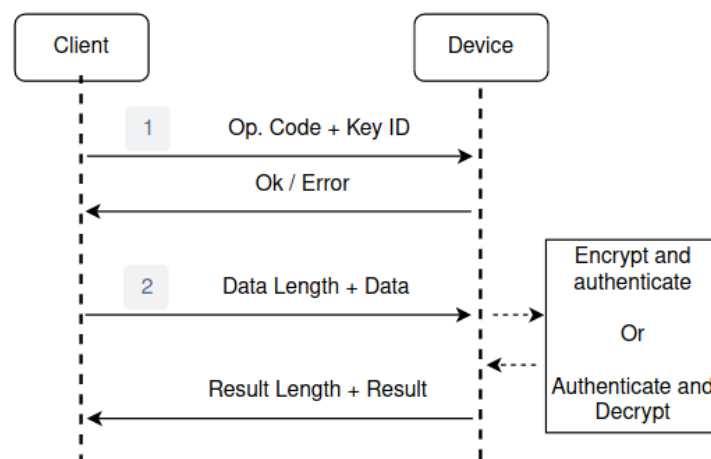 Client
Device
1
Op. Code + Key ID
Ok / Error
2
Data Length + Data
Encrypt and
authenticate
Or
Authenticate and
Decrypt
Result Length + Result